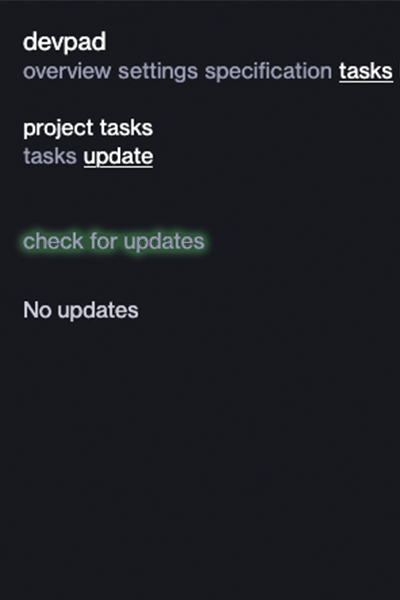 devpad
overview settings specification tasks
project tasks
tasks update
check for updates
No updates